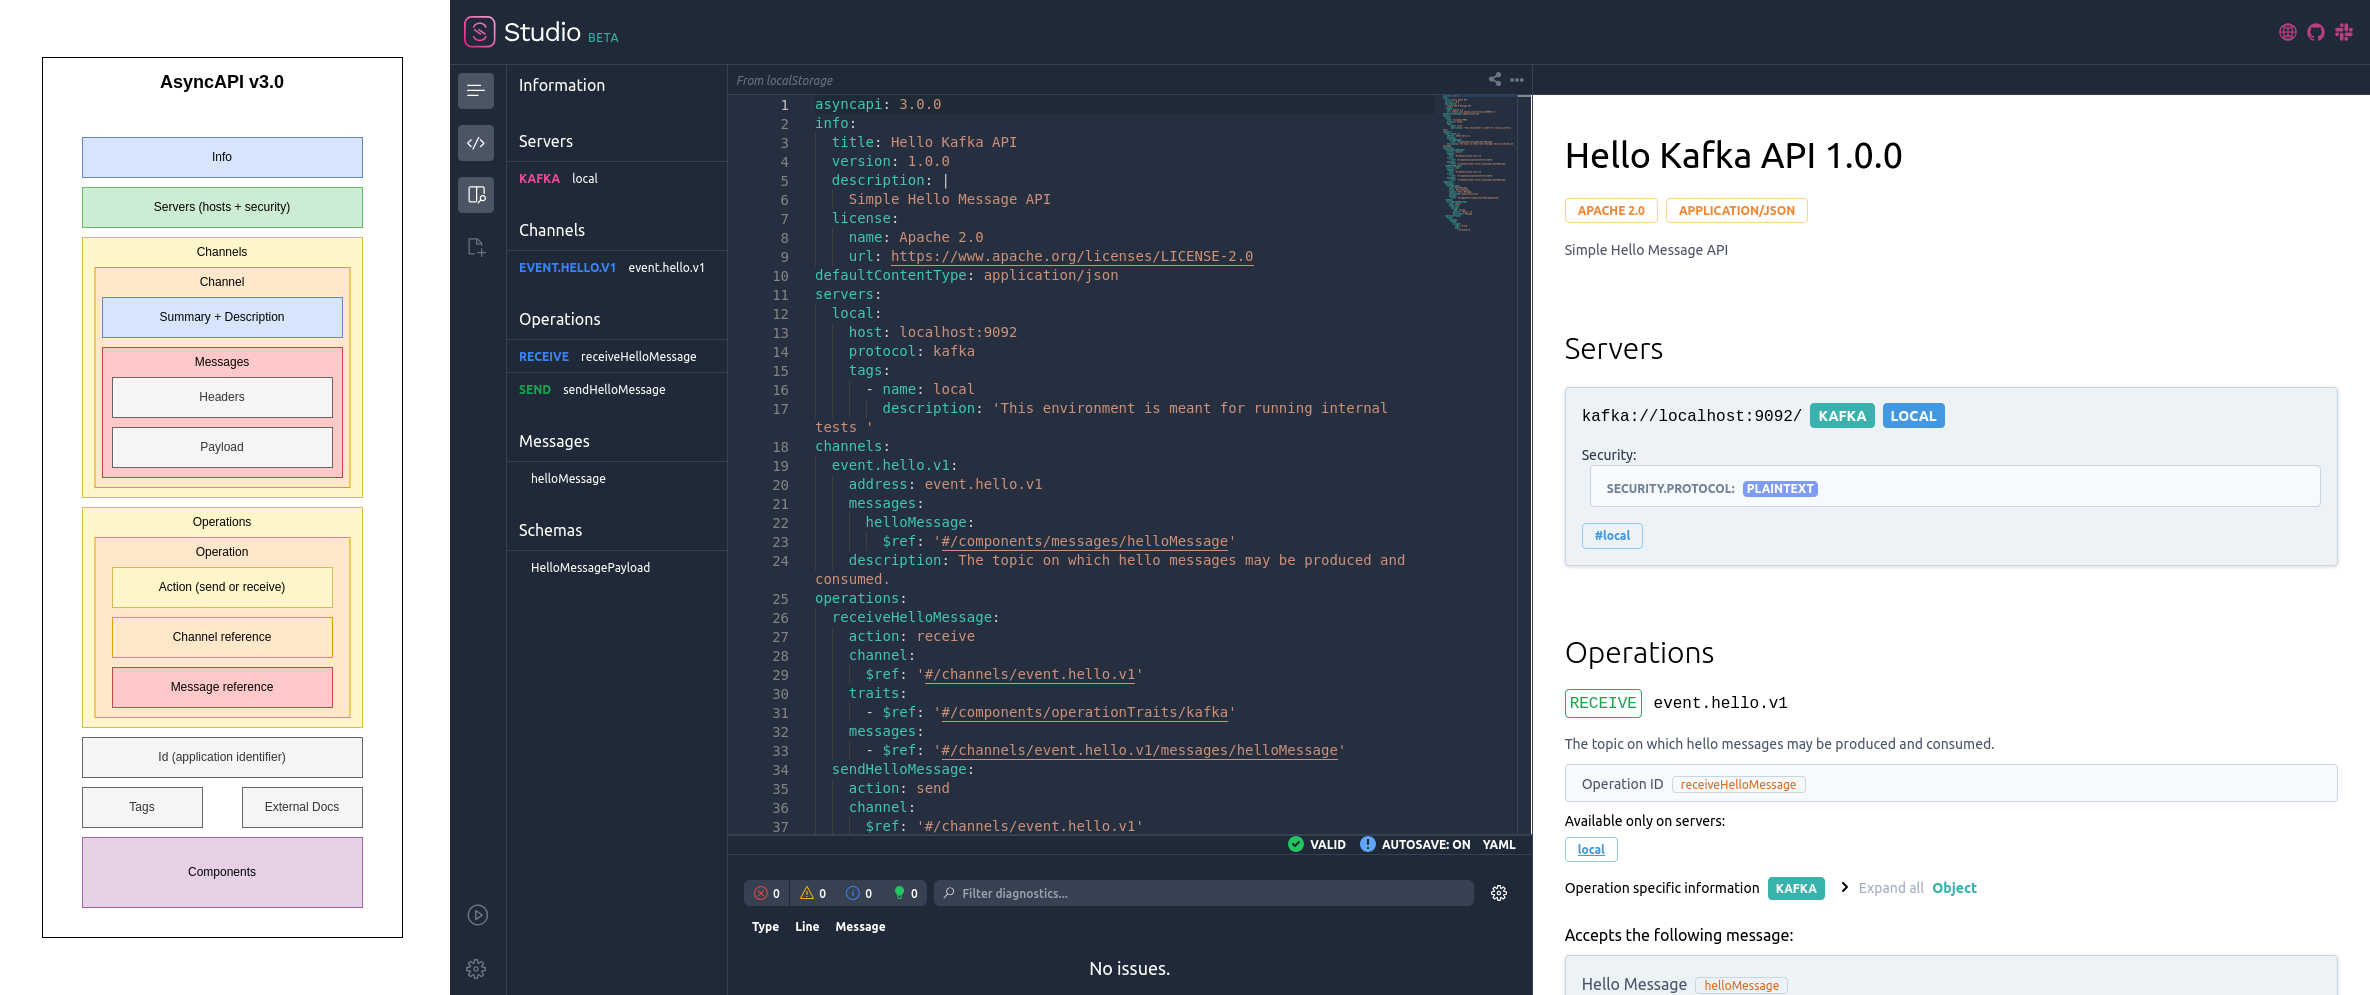 AsyncAPI v3.0
Info
Servers (hosts + security)
Channels
Channel
Summary + Description
Messages
Headers
Payload
Operations
Operation
Action (send or receive)
Channel reference
Message reference
Id (application identifier)
Tags
External Docs
Components
Studio BETA
Information
Servers
KAFKA local
Channels
EVENT.HELLO.V1 event.hello.v1
Operations
RECEIVE receiveHelloMessage
SEND sendHelloMessage
Messages
helloMessage
Schemas
HelloMessagePayload
From localStorage
1 asyncapi: 3.0.0
2 info:
3 title: Hello Kafka API
4 version: 1.0.0
5 description: |
6 Simple Hello Message API
7 license:
8 name: Apache 2.0
9 url: https://www.apache.org/licenses/LICENSE-2.0
10 defaultContentType: application/json
11 servers:
12 local:
13 host: localhost:9092
14 protocol: kafka
15 tags:
16 - name: local
17 description: 'This environment is meant for running internal
tests '
18 channels:
19 event.hello.v1:
20 address: event.hello.v1
21 messages:
22 helloMessage:
23 $ref: '#/components/messages/helloMessage'
24 description: The topic on which hello messages may be produced and
consumed.
25 operations:
26 receiveHelloMessage:
27 action: receive
28 channel:
29 $ref: '#/channels/event.hello.v1'
30 traits:
31 - $ref: '#/components/operationTraits/kafka'
32 messages:
33 - $ref: '#/channels/event.hello.v1/messages/helloMessage'
34 sendHelloMessage:
35 action: send
36 channel:
37 $ref: '#/channels/event.hello.v1'
VALID AUTOSAVE: ON YAML
0 0 0 0 Filter diagnostics...
Type Line Message
No issues.
Hello Kafka API 1.0.0
APACHE 2.0 APPLICATION/JSON
Simple Hello Message API
Servers
kafka://localhost:9092/ KAFKA LOCAL
Security:
SECURITY.PROTOCOL: PLAINTEXT
#local
Operations
RECEIVE event.hello.v1
The topic on which hello messages may be produced and consumed.
Operation ID receiveHelloMessage
Available only on servers:
local
Operation specific information KAFKA Expand all Object
Accepts the following message:
Hello Message helloMessage